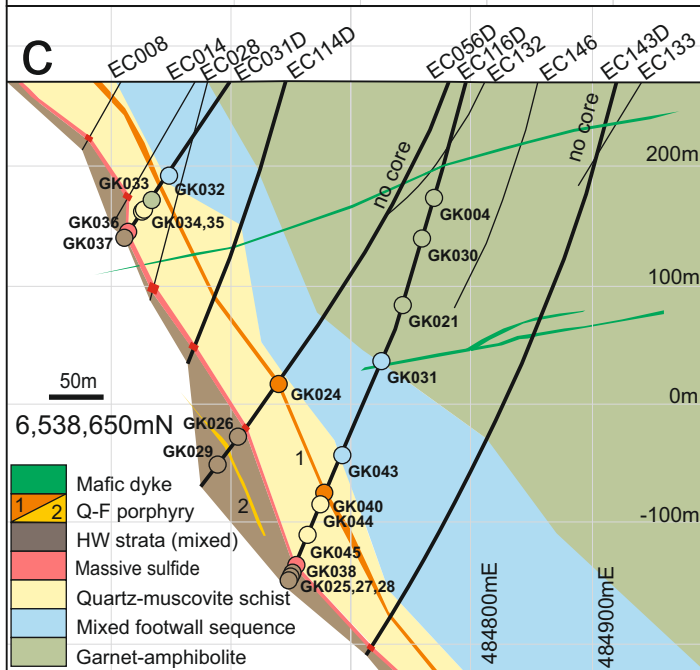 C
EC008
EC014
EC028
EC031D
EC114D
EC056D
EC116D
EC132
EC146
EC143D
EC133
no core
no core
200m
GK033
GK032
GK036
GK034,35
GK037
GK004
GK030
100m
GK021
GK031
50m
GK024
0m
6,538,650mN
GK026
GK029
1
GK043
2
GK040
GK044
-100m
GK045
GK038
GK025,27,28
484800mE
484900mE
Mafic dyke
1 2 Q-F porphyry
HW strata (mixed)
Massive sulfide
Quartz-muscovite schist
Mixed footwall sequence
Garnet-amphibolite